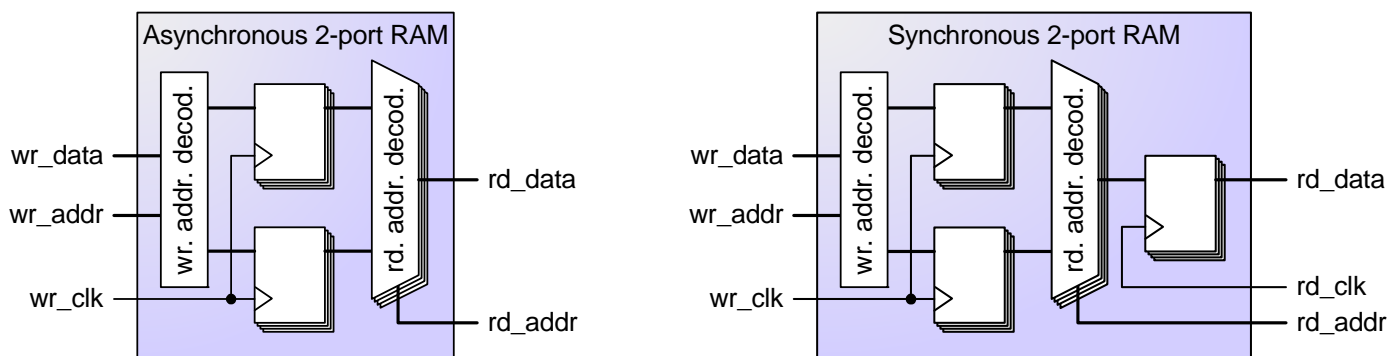 Asynchronous 2-port RAM
wr_data
wr_addr
wr_clk
wr. addr. decod.
rd. addr. decod.
rd_data
rd_addr
Synchronous 2-port RAM
wr_data
wr_addr
wr_clk
wr. addr. decod.
rd. addr. decod.
rd_data
rd_clk
rd_addr